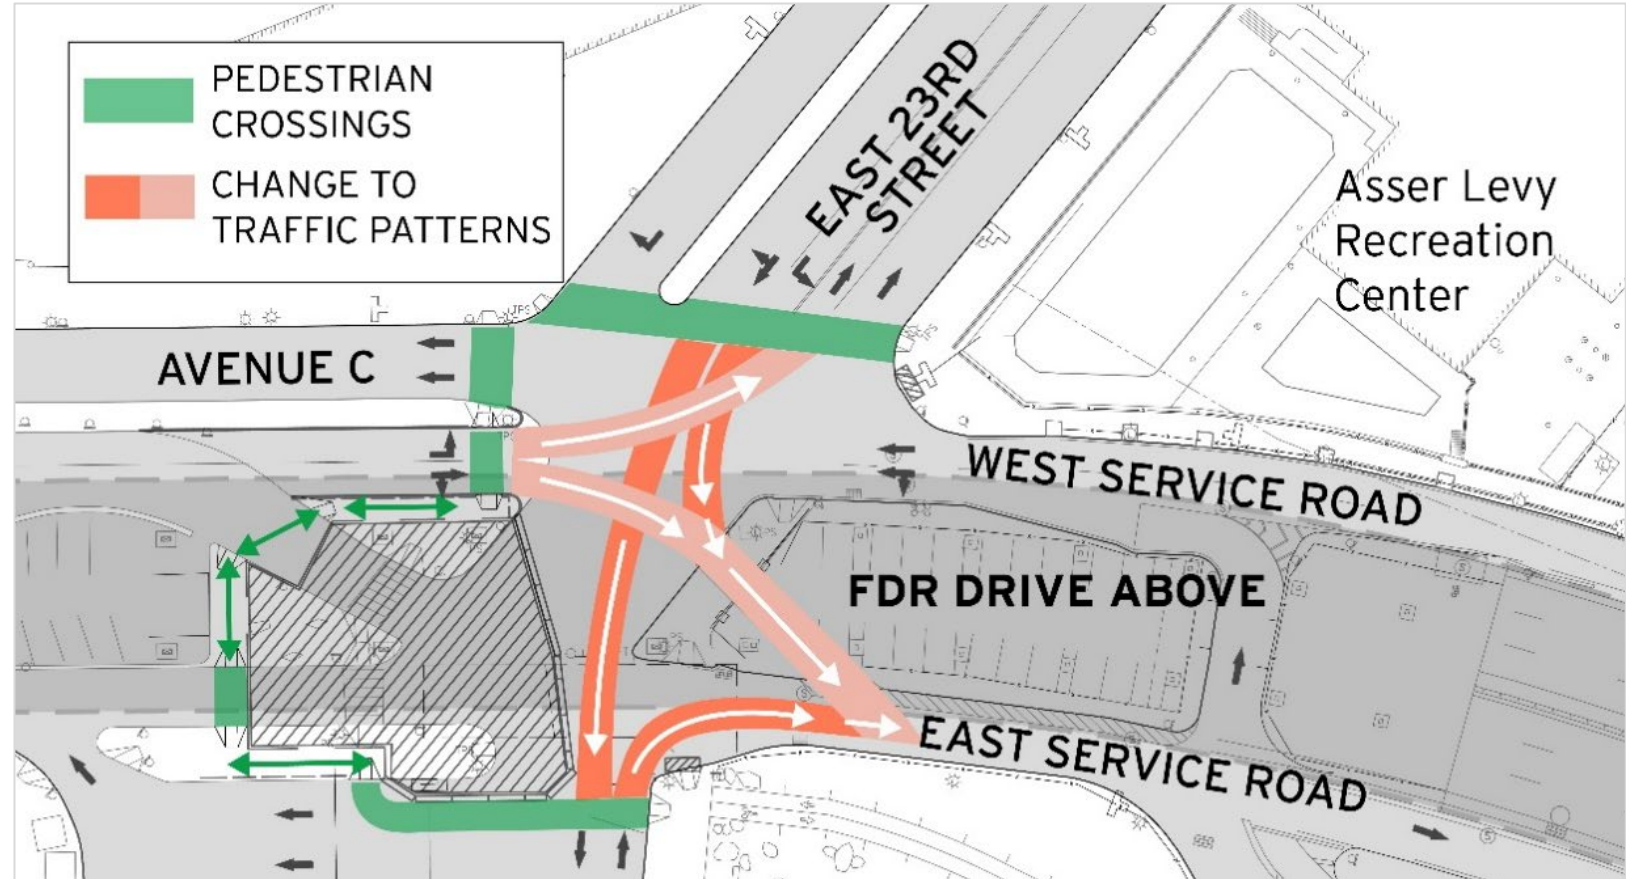 PEDESTRIAN
CROSSINGS
CHANGE TO
TRAFFIC PATTERNS
EAST 23RD
STREET
Asser Levy
Recreation
Center
AVENUE C
WEST SERVICE ROAD
FDR DRIVE ABOVE
EAST SERVICE ROAD